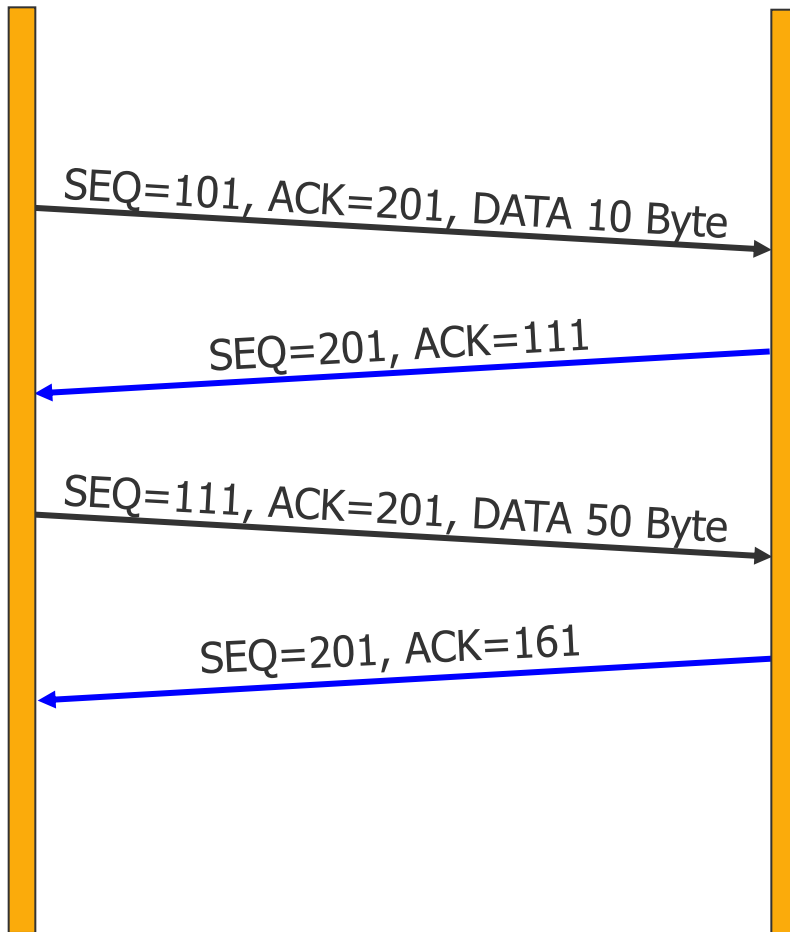 SEQ=101, ACK=201, DATA 10 Byte
SEQ=201, ACK=111
SEQ=111, ACK=201, DATA 50 Byte
SEQ=201, ACK=161